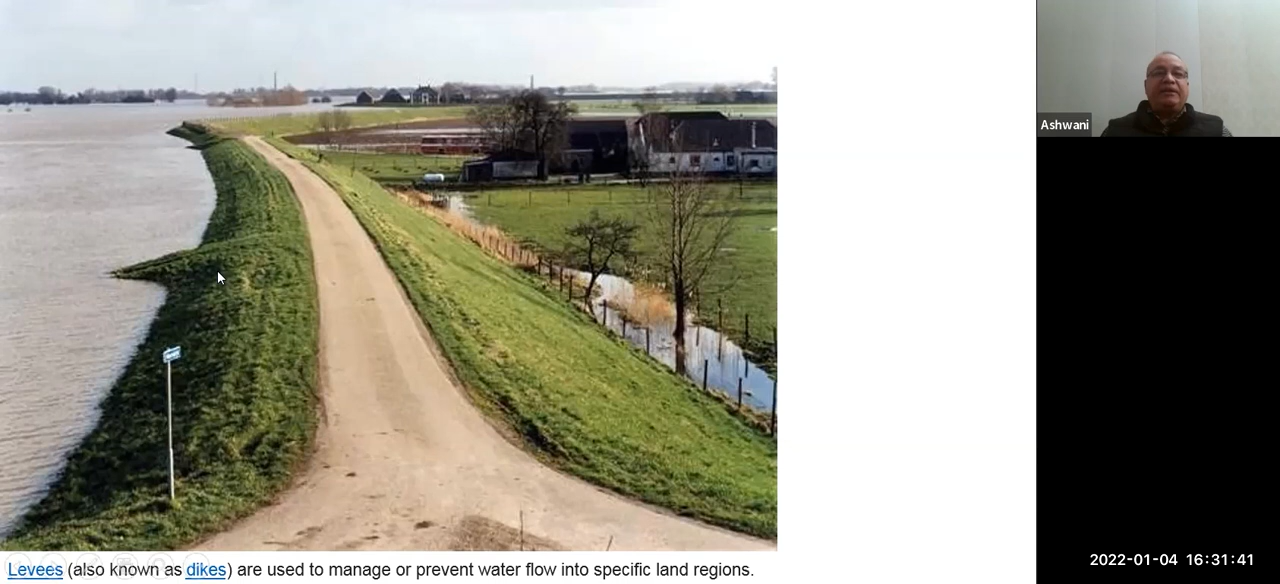 Ashwani
Levees (also known as dikes) are used to manage or prevent water flow into specific land regions.
2022-01-04 16:31:41